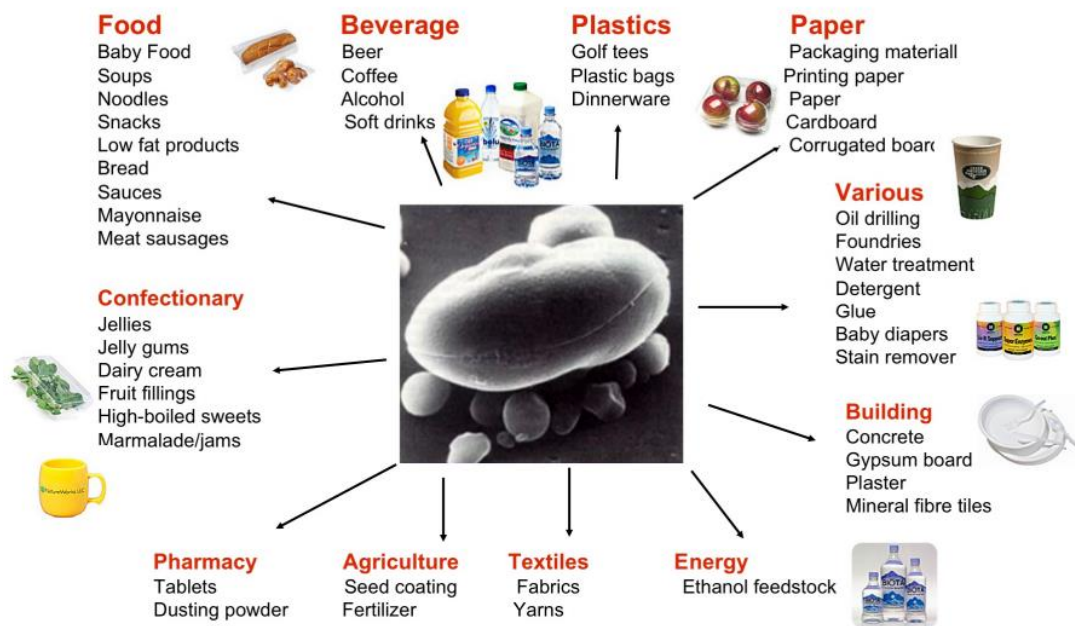 Food
Baby Food
Soups
Noodles
Snacks
Low fat products
Bread
Sauces
Mayonnaise
Meat sausages
Beverage
Beer
Coffee
Alcohol
Soft drinks
Plastics
Golf tees
Plastic bags
Dinnerware
Paper
Packaging materiall
Printing paper
Paper
Cardboard
Corrugated board
Various
Oil drilling
Foundries
Water treatment
Detergent
Glue
Baby diapers
Stain remover
Confectionary
Jellies
Jelly gums
Dairy cream
Fruit fillings
High-boiled sweets
Marmalade/jams
Building
Concrete
Gypsum board
Plaster
Mineral fibre tiles
Pharmacy
Tablets
Dusting powder
Agriculture
Seed coating
Fertilizer
Textiles
Fabrics
Yarns
Energy
Ethanol feedstock
BIOTA
BIOTA